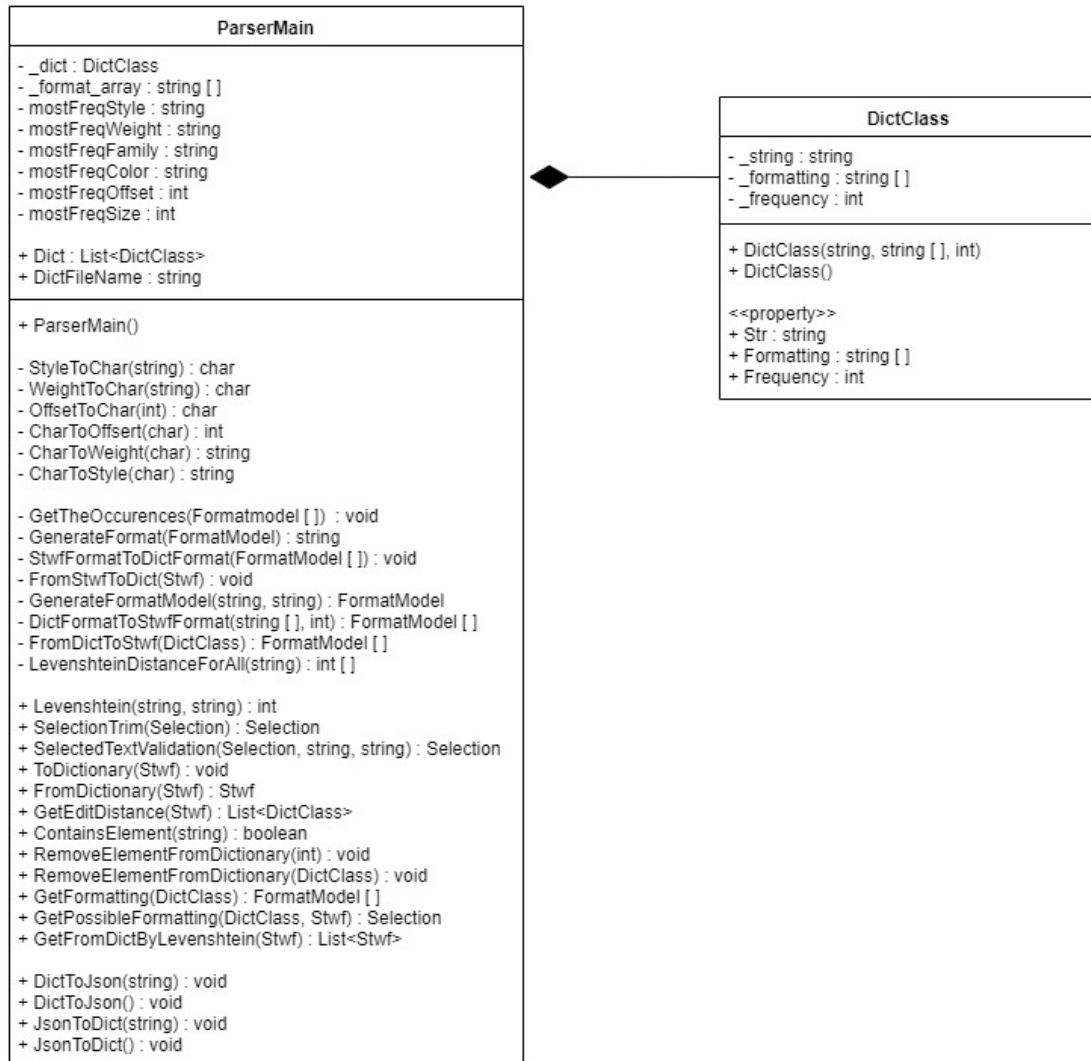 ParserMain
- _dict : DictClass
- _format_array : string [ ]
- mostFreqStyle : string
- mostFreqWeight : string
- mostFreqFamily : string
- mostFreqColor : string
- mostFreqOffset : int
- mostFreqSize : int
+ Dict : List<DictClass>
+ DictFileName : string
+ ParserMain()
- StyleToChar(string) : char
- WeightToChar(string) : char
- OffsetToChar(int) : char
- CharToOffsert(char) : int
- CharToWeight(char) : string
- CharToStyle(char) : string
- GetTheOccurences(Formatmodel [ ]) : void
- GenerateFormat(FormatModel) : string
- StwfFormatToDictFormat(FormatModel [ ]) : void
- FromStwfToDict(Stwf) : void
- GenerateFormatModel(string, string) : FormatModel
- DictFormatToStwfFormat(string [ ], int) : FormatModel [ ]
- FromDictToStwf(DictClass) : FormatModel [ ]
- LevenshteinDistanceForAll(string) : int [ ]
+ Levenshtein(string, string) : int
+ SelectionTrim(Selection) : Selection
+ SelectedTextValidation(Selection, string, string) : Selection
+ ToDictionary(Stwf) : void
+ FromDictionary(Stwf) : Stwf
+ GetEditDistance(Stwf) : List<DictClass>
+ ContainsElement(string) : boolean
+ RemoveElementFromDictionary(int) : void
+ RemoveElementFromDictionary(DictClass) : void
+ GetFormatting(DictClass) : FormatModel [ ]
+ GetPossibleFormatting(DictClass, Stwf) : Selection
+ GetFromDictByLevenshtein(Stwf) : List<Stwf>
+ DictToJson(string) : void
+ DictToJson() : void
+ JsonToDict(string) : void
+ JsonToDict() : void
DictClass
- _string : string
- _formatting : string [ ]
- _frequency : int
+ DictClass(string, string [ ], int)
+ DictClass()
<<property>>
+ Str : string
+ Formatting : string [ ]
+ Frequency : int